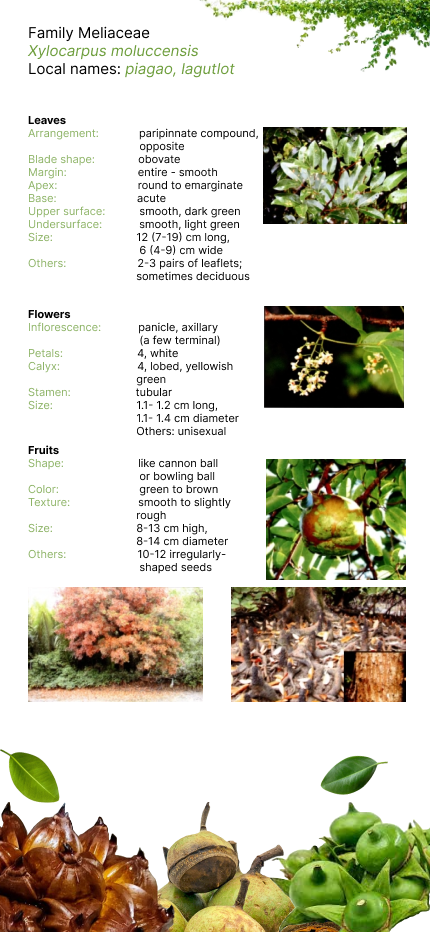 Family Meliaceae
Xylocarpus moluccensis
Local names: piagao, lagutlot
Leaves
Arrangement: paripinnate compound,
opposite
Blade shape: obovate
Margin: entire - smooth
Apex: round to emarginate
Base: acute
Upper surface: smooth, dark green
Undersurface: smooth, light green
Size: 12 (7-19) cm long,
6 (4-9) cm wide
Others: 2-3 pairs of leaflets;
sometimes deciduous
Flowers
Inflorescence: panicle, axillary
(a few terminal)
Petals: 4, white
Calyx: 4, lobed, yellowish
green
Stamen: tubular
Size: 1.1- 1.2 cm long,
1.1- 1.4 cm diameter
Others: unisexual
Fruits
Shape: like cannon ball
or bowling ball
Color: green to brown
Texture: smooth to slightly
rough
Size: 8-13 cm high,
8-14 cm diameter
Others: 10-12 irregularly-
shaped seeds